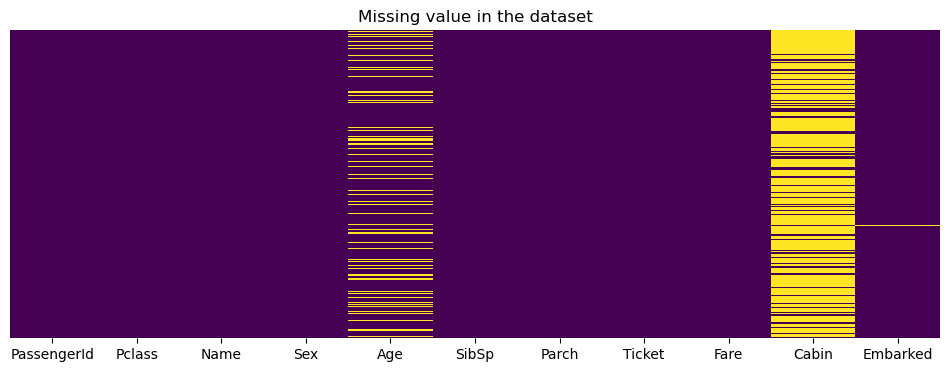 Missing value in the dataset
PassengerId Pclass Name Sex Age SibSp Parch Ticket Fare Cabin Embarked